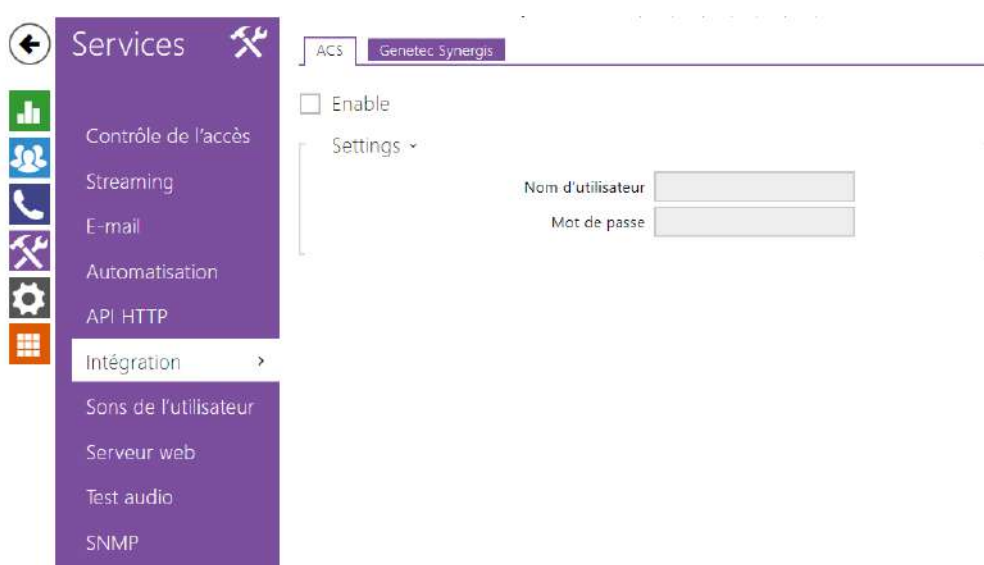 Services
ACS
Genetec Synergis
Enable
Settings
Nom d'utilisateur
Mot de passe
Contrôle de l'accès
Streaming
E-mail
Automatisation
API HTTP
Intégration
Sons de l'utilisateur
Serveur web
Test audio
SNMP